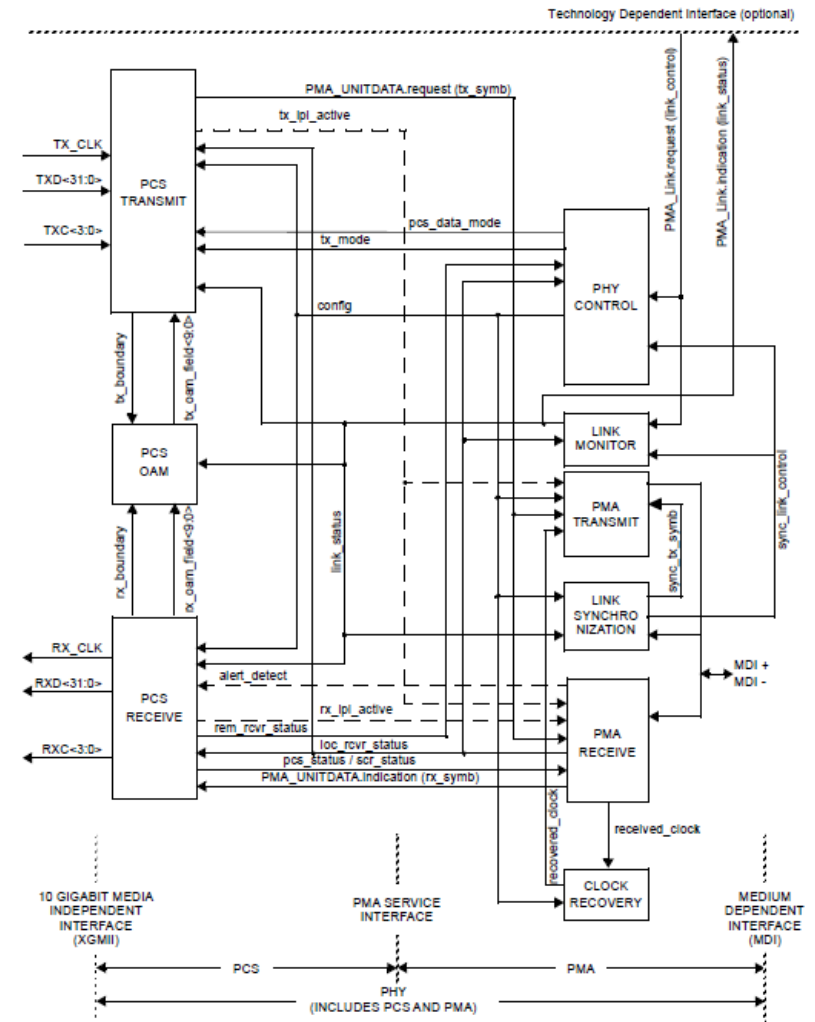 Technology Dependent Interface (optional)
PMA_UNITDATA.request (tx_symb)
tx_lpi_active
TX_CLK
TXD<31:0>
TXC<3:0>
PCS
TRANSMIT
pcs_data_mode
tx_mode
config
PHY
CONTROL
PMA_Link.request (link_control)
PMA_Link.indication (link_status)
tx_boundary
tx_oam_field<9:0>
PCS
OAM
LINK
MONITOR
PMA
TRANSMIT
sync_tx_symb
sync_link_control
link_status
rx_boundary
rx_oam_field<9:0>
LINK
SYNCHRO
NIZATION
RX_CLK
RXD<31:0>
RXC<3:0>
PCS
RECEIVE
alert_detect
rx_lpi_active
rem_rcvr_status
loc_rcvr_status
pcs_status / scr_status
PMA_UNITDATA.indication (rx_symb)
PMA
RECEIVE
MDI +
MDI -
recovered_clock
received_clock
CLOCK
RECOVERY
10 GIGABIT MEDIA
INDEPENDENT
INTERFACE
(XGMII)
PMA SERVICE
INTERFACE
MEDIUM
DEPENDENT
INTERFACE
(MDI)
PCS
PMA
PHY
(INCLUDES PCS AND PMA)